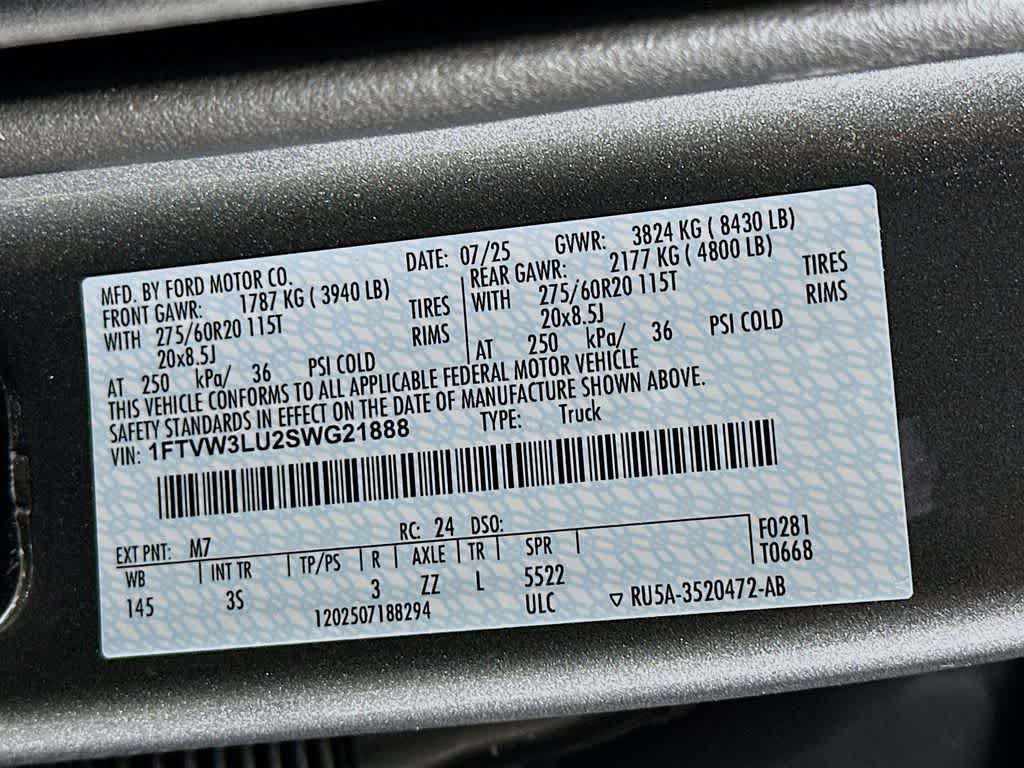 MFD. BY FORD MOTOR CO. DATE: 07/25 GVWR: 3824 KG ( 8430 LB)
FRONT GAWR: 1787 KG ( 3940 LB) REAR GAWR: 2177 KG ( 4800 LB)
WITH 275/60R20 115T TIRES WITH 275/60R20 115T TIRES
20x8.5J RIMS 20x8.5J RIMS
AT 250 kPa/ 36 PSI COLD AT 250 kPa/ 36 PSI COLD
THIS VEHICLE CONFORMS TO ALL APPLICABLE FEDERAL MOTOR VEHICLE
SAFETY STANDARDS IN EFFECT ON THE DATE OF MANUFACTURE SHOWN ABOVE.
VIN: 1FTVW3LU2SWG21888 TYPE: Truck
EXT PNT: M7 RC: 24 DSO: F0281
WB INT TR TP/PS R AXLE TR SPR T0668
145 3S 3 ZZ L 5522
1202507188294 ULC ▽ RU5A-3520472-AB